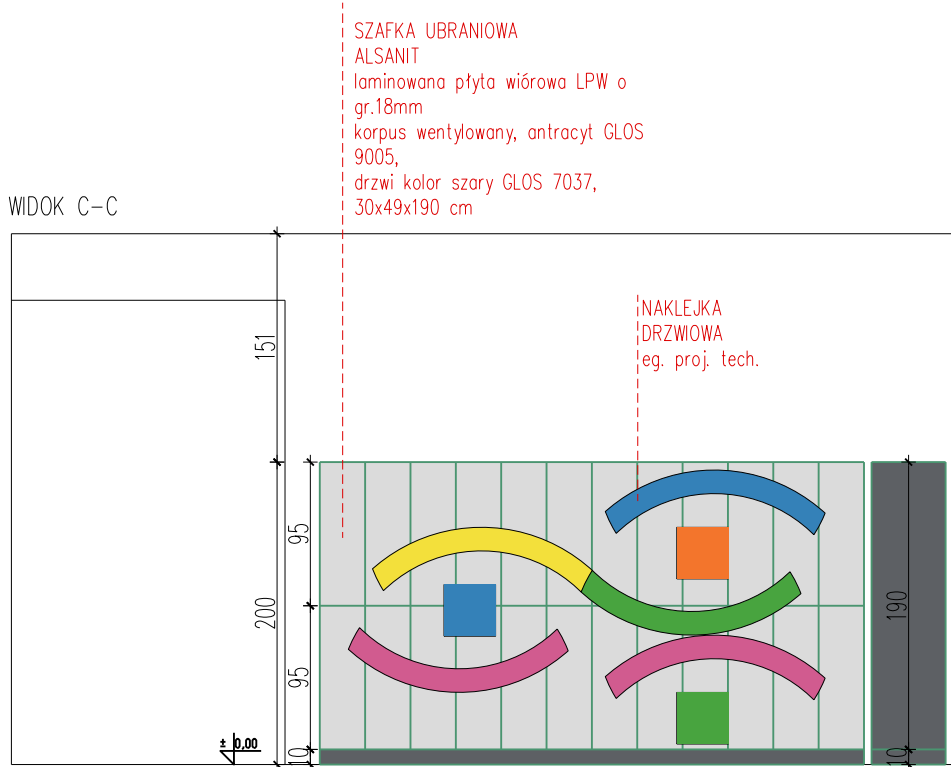 SZAFKA UBRANIOWA
ALSANIT
laminowana płyta wiórowa LPW o
gr.18mm
korpus wentylowany, antracyt GLOS
9005,
drzwi kolor szary GLOS 7037,
30x49x190 cm
WIDOK C-C
NAKLEJKA
DRZWIOWA
eg. proj. tech.
151
95
200
190
95
± 0,00
10
10